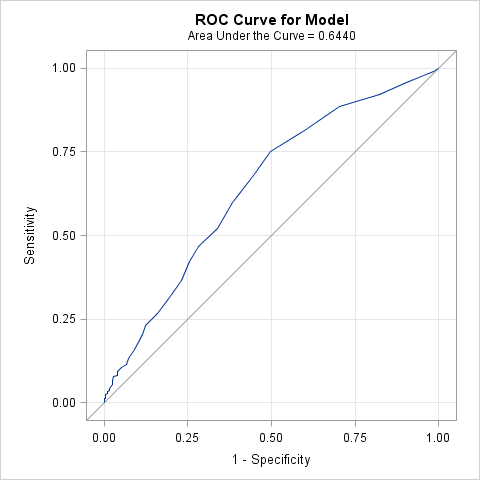 ROC Curve for Model
Area Under the Curve = 0.6440
1.00
0.75
Sensitivity
0.50
0.25
0.00
0.00 0.25 0.50 0.75 1.00
1 - Specificity